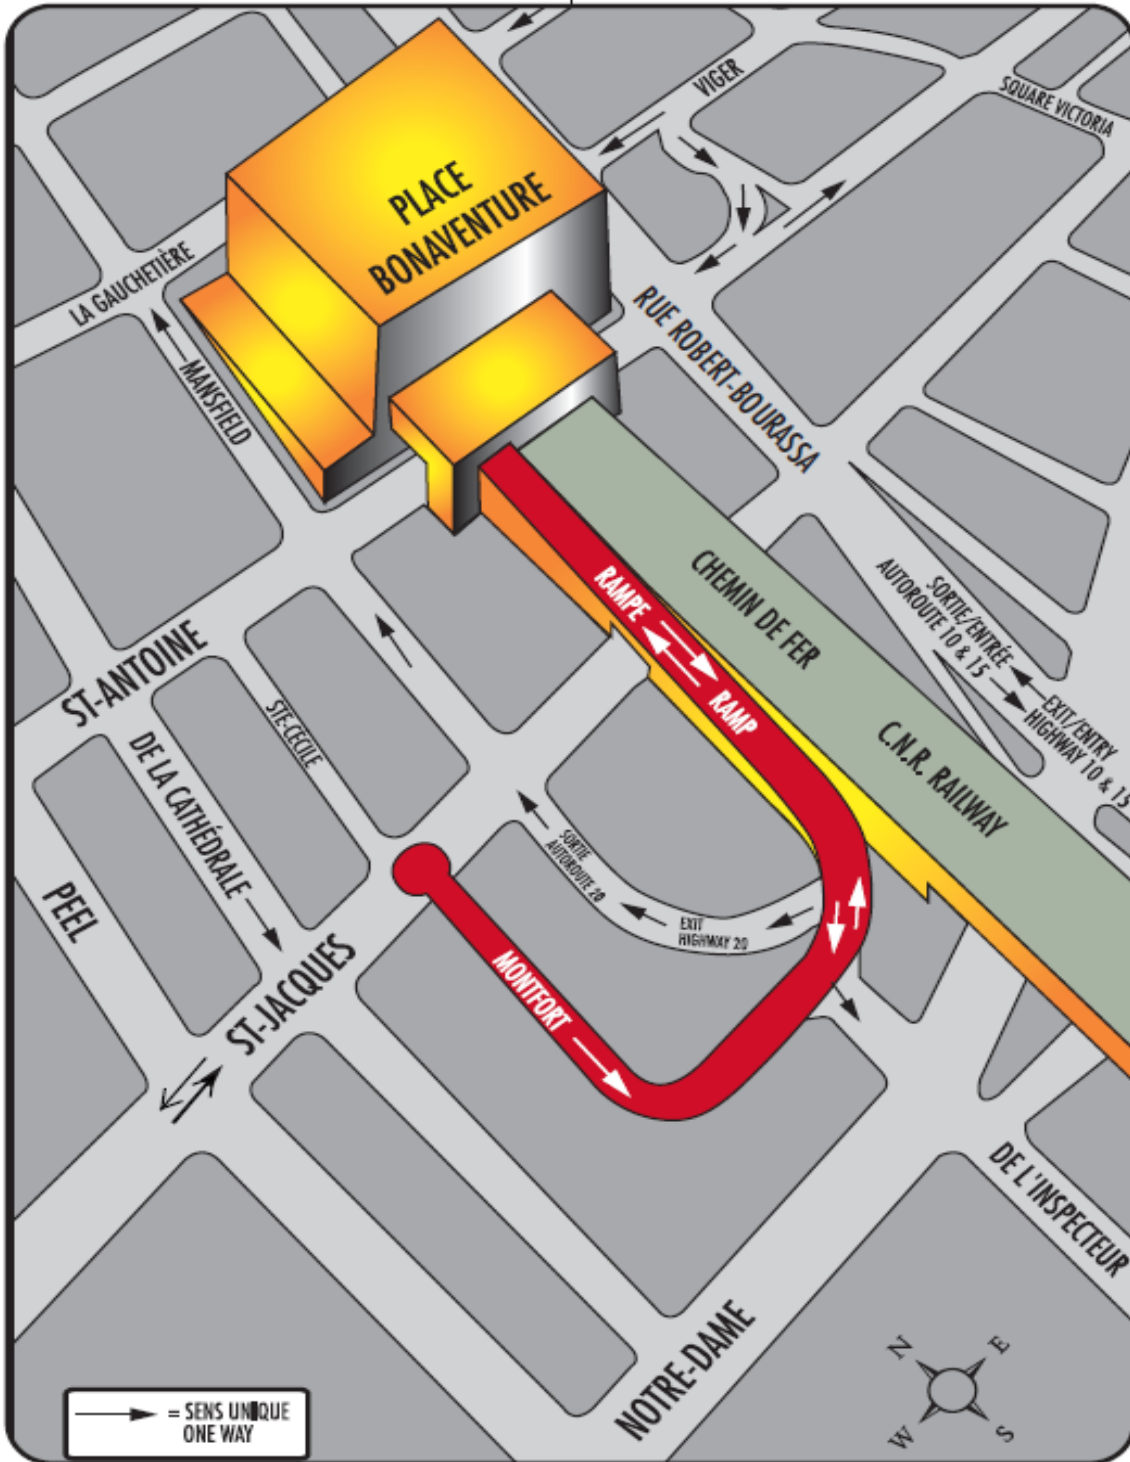 VIGER
SQUARE VICTORIA
PLACE
BONAVENTURE
LA GAUCHETIÈRE
MANSFIELD
RUE ROBERT-BOURASSA
CHEMIN DE FER
C.N.R. RAILWAY
SORTIE/ENTRÉE
AUTOROUTE 10 & 15
EXIT/ENTRY
HIGHWAY 10 & 15
RAMPE
RAMP
ST-ANTOINE
STE-CÉCILE
DE LA CATHÉDRALE
PEEL
ST-JACQUES
SORTIE
AUTOROUTE 20
EXIT
HIGHWAY 20
MONTFORT
DE L'INSPECTEUR
NOTRE-DAME
N
E
W
S
= SENS UNIQUE
ONE WAY